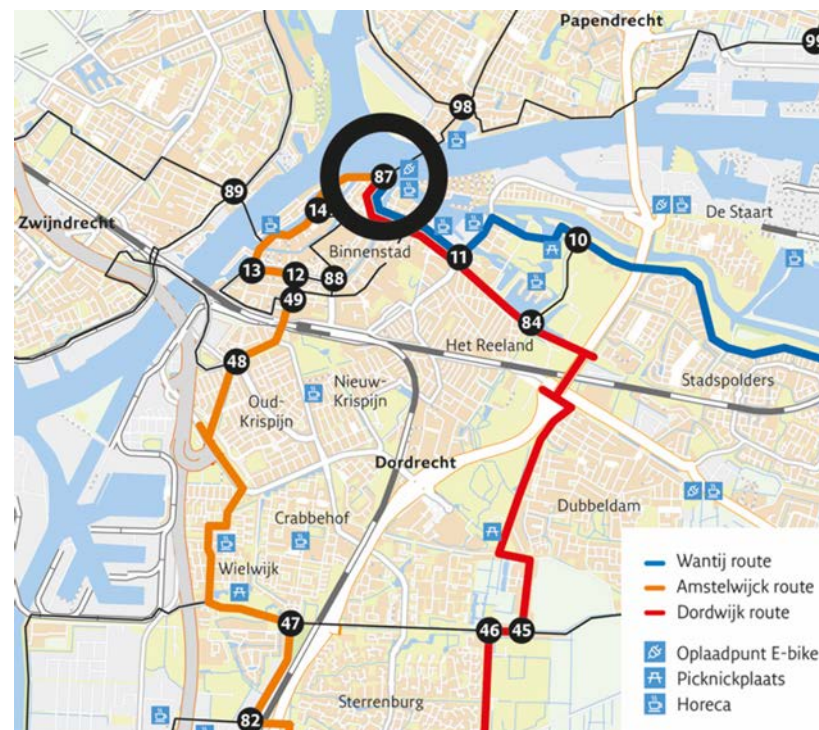 Papendrecht
99
98
87
89
De Staart
Zwijndrecht
14
10
Binnenstad
11
13
12
88
49
84
Het Reeland
48
Stadspolders
Nieuw-
Krispijn
Oud-
Krispijn
Dordrecht
Dubbeldam
Crabbehof
Wielwijk
47
46
45
Sterrenburg
82
Wantij route
Amstelwijck route
Dordwijk route
Oplaadpunt E-bike
Picknickplaats
Horeca